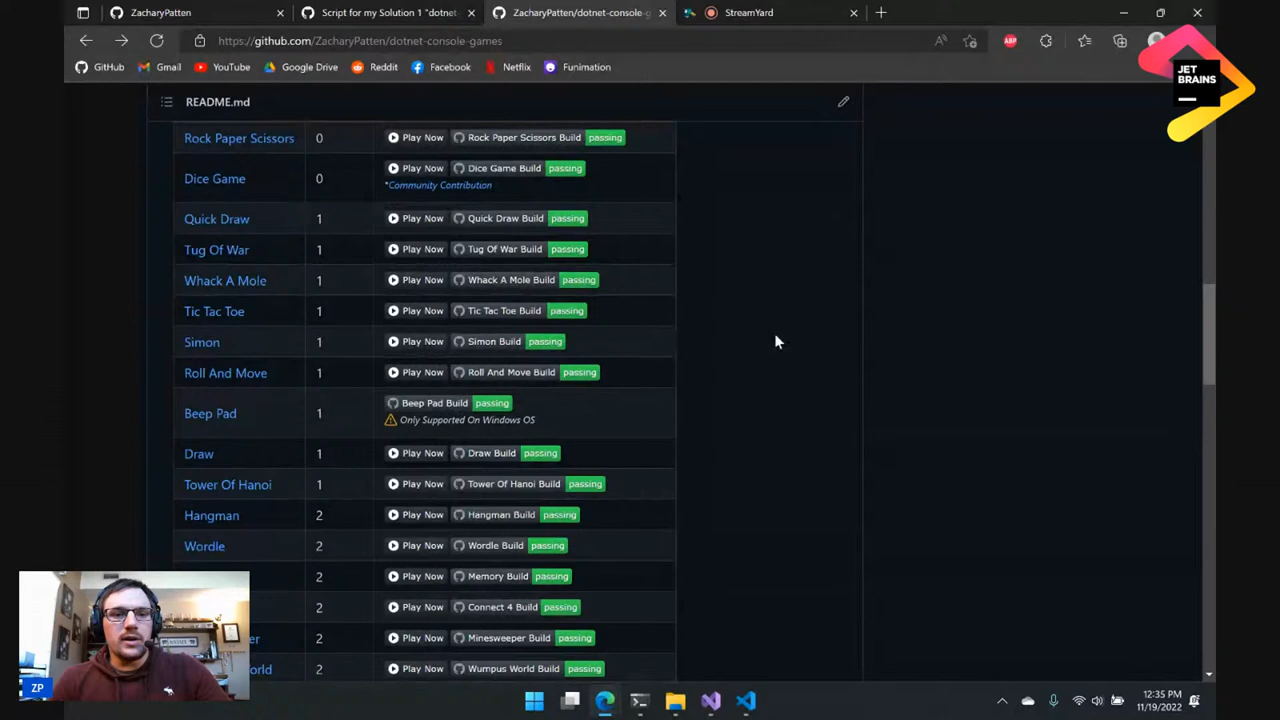 ZacharyPatten
Script for my Solution 1 "dotnet
ZacharyPatten/dotnet-console-g
StreamYard
https://github.com/ZacharyPatten/dotnet-console-games
ABP
GitHub
Gmail
YouTube
Google Drive
Reddit
Facebook
Netflix
Funimation
JET
BRAINS
README.md
Rock Paper Scissors 0 Play Now Rock Paper Scissors Build passing
Dice Game 0 Play Now Dice Game Build passing
*Community Contribution
Quick Draw 1 Play Now Quick Draw Build passing
Tug Of War 1 Play Now Tug Of War Build passing
Whack A Mole 1 Play Now Whack A Mole Build passing
Tic Tac Toe 1 Play Now Tic Tac Toe Build passing
Simon 1 Play Now Simon Build passing
Roll And Move 1 Play Now Roll And Move Build passing
Beep Pad 1 Beep Pad Build passing
Only Supported On Windows OS
Draw 1 Play Now Draw Build passing
Tower Of Hanoi 1 Play Now Tower Of Hanoi Build passing
Hangman 2 Play Now Hangman Build passing
Wordle 2 Play Now Wordle Build passing
2 Play Now Memory Build passing
2 Play Now Connect 4 Build passing
er 2 Play Now Minesweeper Build passing
orld 2 Play Now Wumpus World Build passing
ZP
12:35 PM
11/19/2022